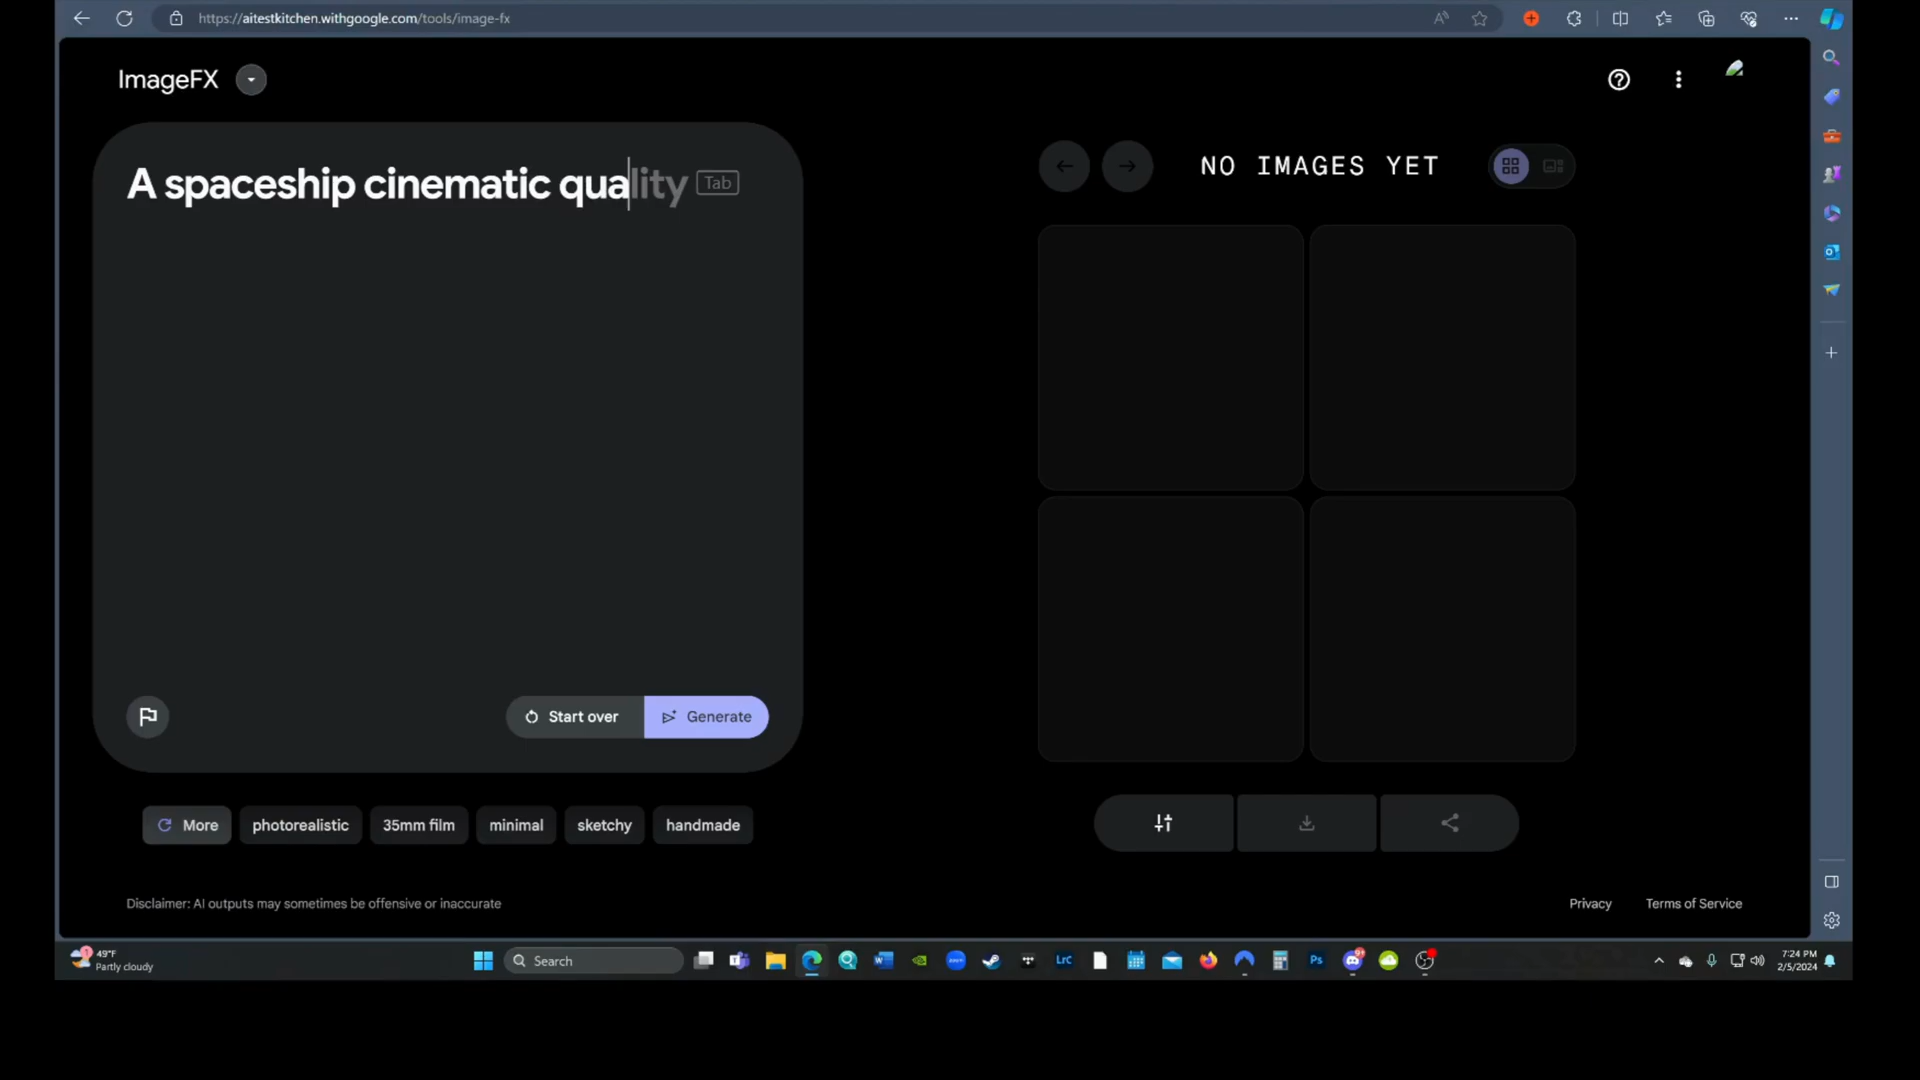 https://aitestkitchen.withgoogle.com/tools/image-fx
ImageFX
A spaceship cinematic quality Tab
Start over
Generate
More
photorealistic
35mm film
minimal
sketchy
handmade
Disclaimer: AI outputs may sometimes be offensive or inaccurate
NO IMAGES YET
Privacy
Terms of Service
49°F
Partly cloudy
Search
LrC
Ps
7:24 PM
2/5/2024